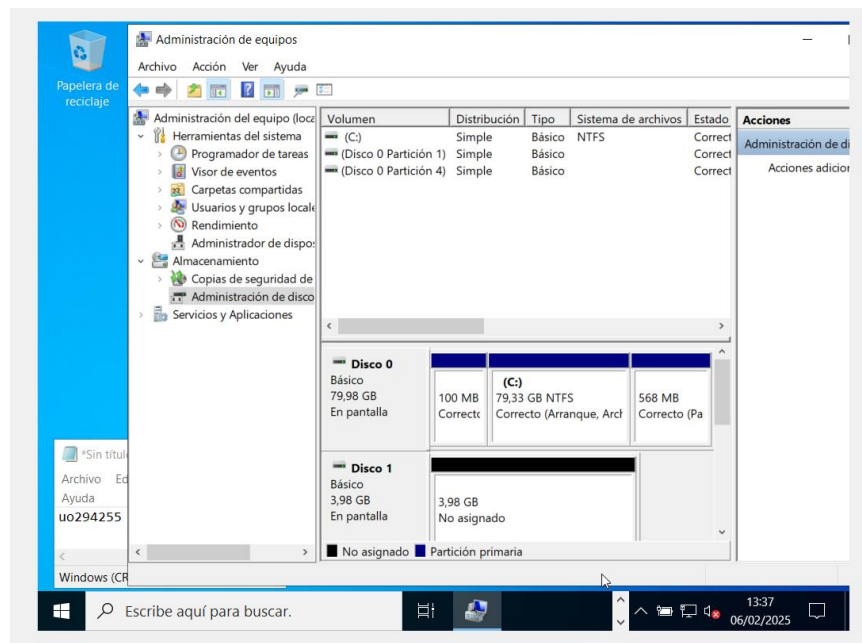 Papelera de
reciclaje
Administración de equipos
Archivo Acción Ver Ayuda
Administración del equipo (loca
Herramientas del sistema
Programador de tareas
Visor de eventos
Carpetas compartidas
Usuarios y grupos locale
Rendimiento
Administrador de dispo:
Almacenamiento
Copias de seguridad de
Administración de disco
Servicios y Aplicaciones
Volumen Distribución Tipo Sistema de archivos Estado
(C:) Simple Básico NTFS Correct
(Disco 0 Partición 1) Simple Básico Correct
(Disco 0 Partición 4) Simple Básico Correct
Acciones
Administración de di
Acciones adicior
Disco 0
Básico
79,98 GB
En pantalla
100 MB
Correctc
(C:)
79,33 GB NTFS
Correcto (Arranque, Arch
568 MB
Correcto (Pa
Disco 1
Básico
3,98 GB
En pantalla
3,98 GB
No asignado
No asignado Partición primaria
*Sin títul
Archivo Ed
Ayuda
uo294255
Windows (CR
Escribe aquí para buscar.
13:37
06/02/2025